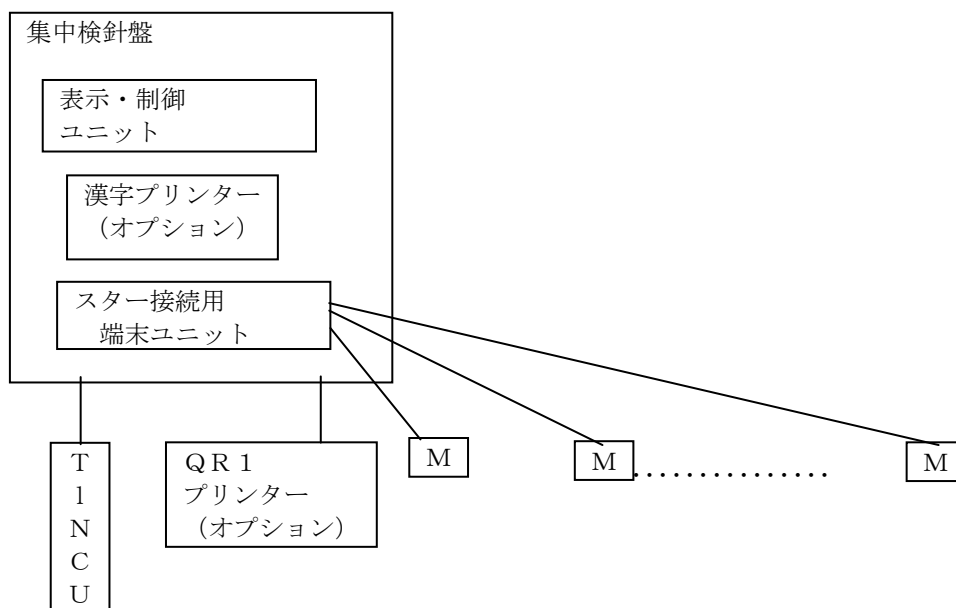 集中検針盤
表示・制御
ユニット
漢字プリンター
（オプション）
スター接続用
端末ユニット
T
l
N
C
U
ＱＲ１
プリンター
（オプション）
Ｍ
Ｍ
..............
Ｍ